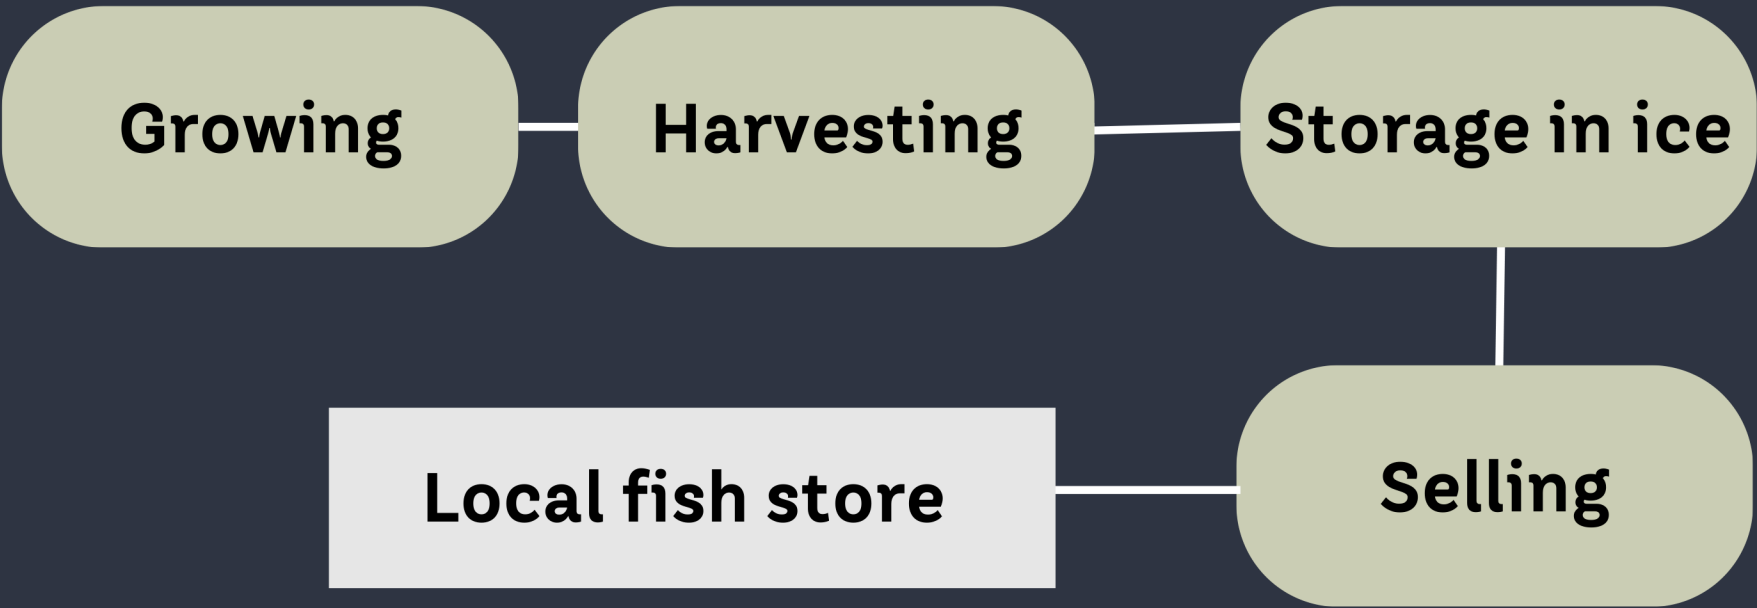 Growing
Harvesting
Storage in ice
Selling
Local fish store